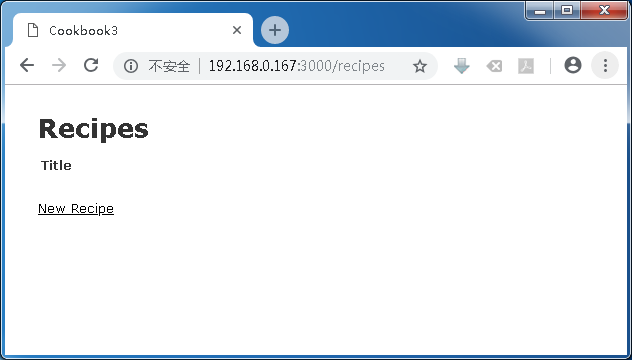 Cookbook3
不安全 192.168.0.167:3000/recipes
Recipes
Title
New Recipe